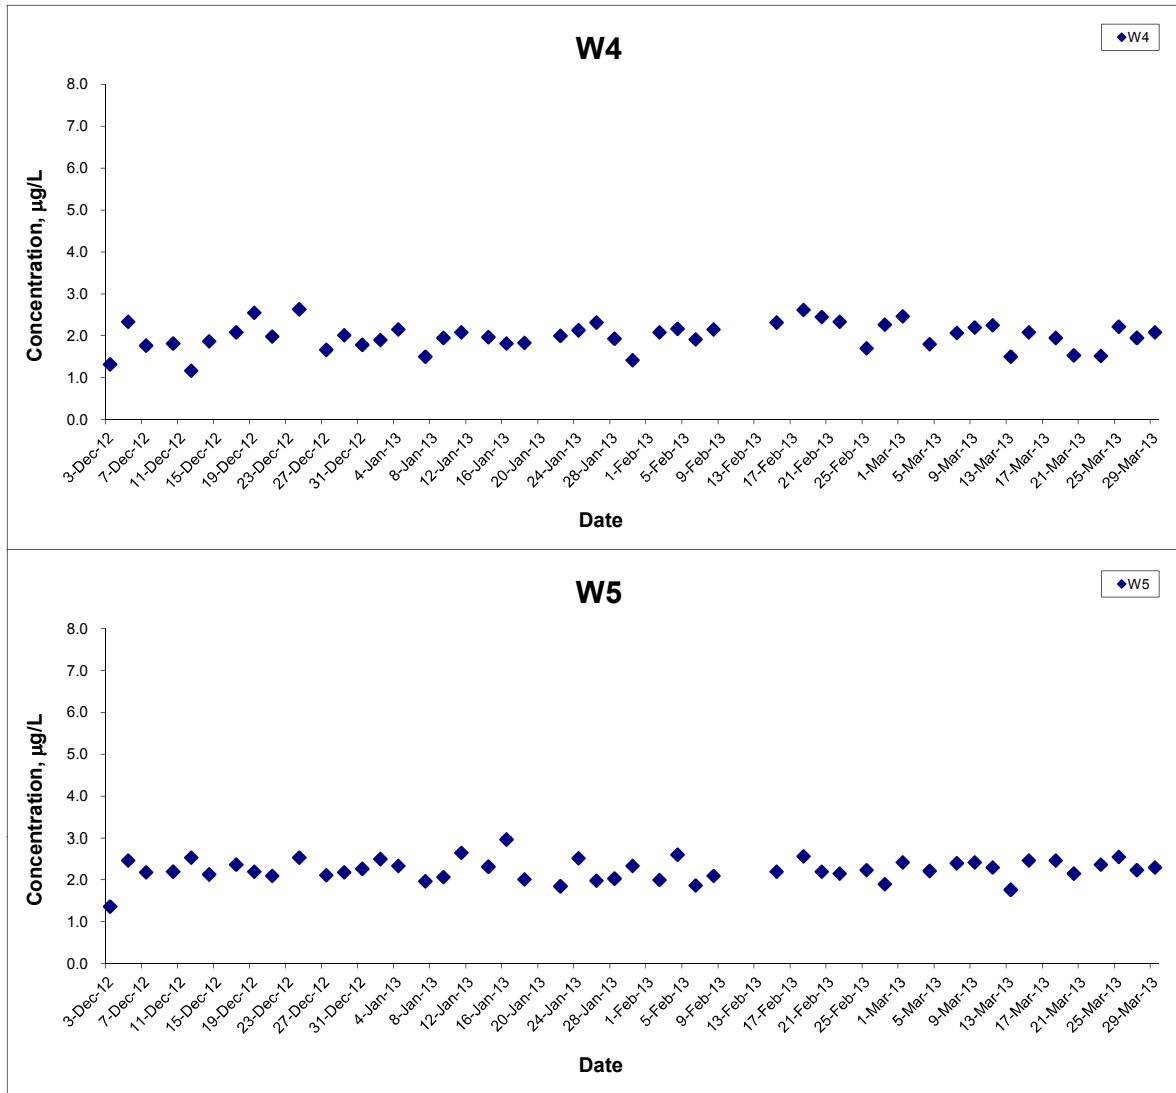 W4
W4
8.0
7.0
6.0
5.0
4.0
3.0
2.0
1.0
0.0
Concentration, µg/L
3-Dec-12 7-Dec-12 11-Dec-12 15-Dec-12 19-Dec-12 23-Dec-12 27-Dec-12 31-Dec-12 4-Jan-13 8-Jan-13 12-Jan-13 16-Jan-13 20-Jan-13 24-Jan-13 28-Jan-13 1-Feb-13 5-Feb-13 9-Feb-13 13-Feb-13 17-Feb-13 21-Feb-13 25-Feb-13 1-Mar-13 5-Mar-13 9-Mar-13 13-Mar-13 17-Mar-13 21-Mar-13 25-Mar-13 29-Mar-13
Date
W5
W5
8.0
7.0
6.0
5.0
4.0
3.0
2.0
1.0
0.0
Concentration, µg/L
3-Dec-12 7-Dec-12 11-Dec-12 15-Dec-12 19-Dec-12 23-Dec-12 27-Dec-12 31-Dec-12 4-Jan-13 8-Jan-13 12-Jan-13 16-Jan-13 20-Jan-13 24-Jan-13 28-Jan-13 1-Feb-13 5-Feb-13 9-Feb-13 13-Feb-13 17-Feb-13 21-Feb-13 25-Feb-13 1-Mar-13 5-Mar-13 9-Mar-13 13-Mar-13 17-Mar-13 21-Mar-13 25-Mar-13 29-Mar-13
Date